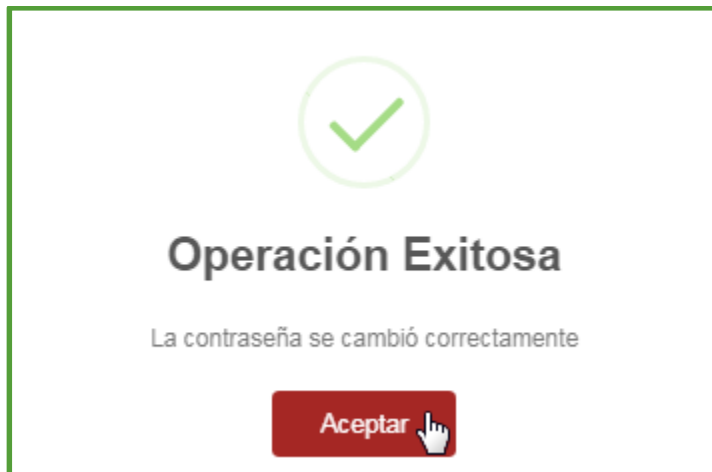 Operación Exitosa
La contraseña se cambió correctamente
Aceptar